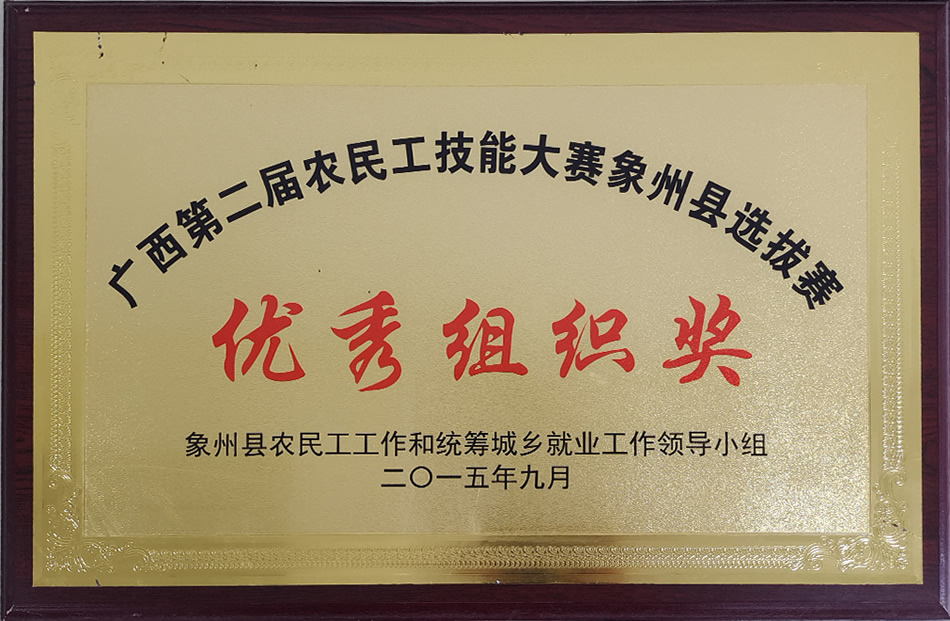 广西第二届农民工技能大赛象州县选拔赛
优秀组织奖
象州县农民工工作和统筹城乡就业工作领导小组
二〇一五年九月